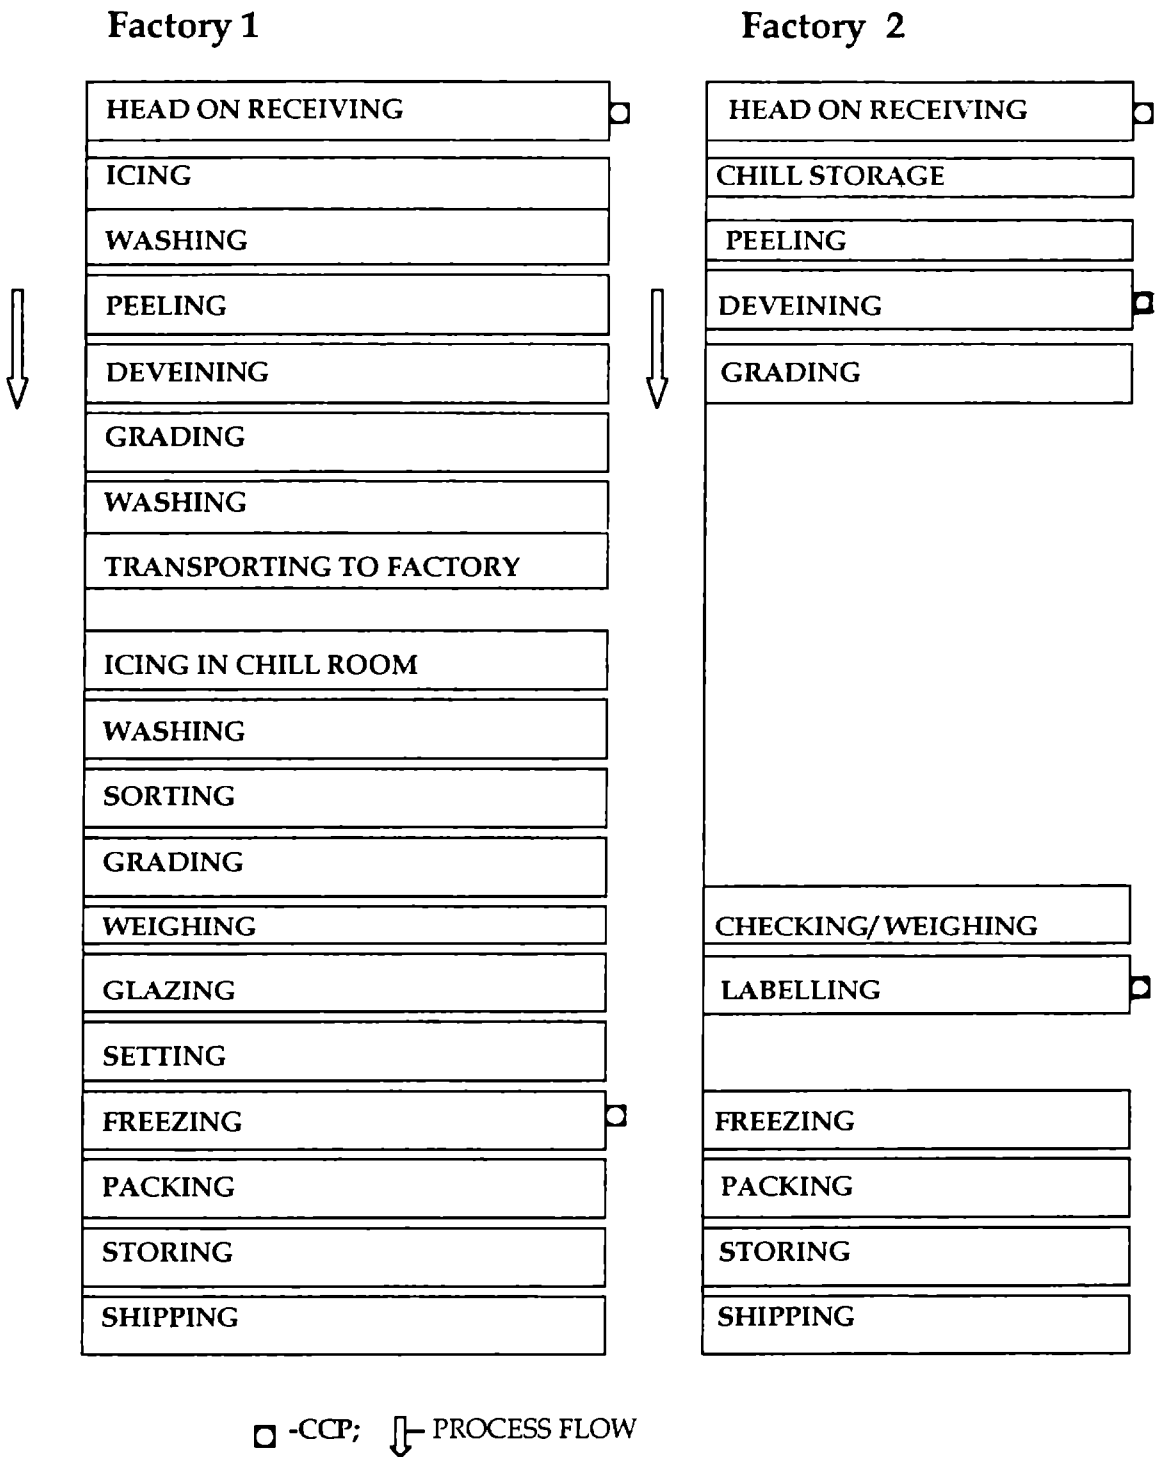 Factory 1
HEAD ON RECEIVING
ICING
WASHING
PEELING
DEVEINING
GRADING
WASHING
TRANSPORTING TO FACTORY
ICING IN CHILL ROOM
WASHING
SORTING
GRADING
WEIGHING
GLAZING
SETTING
FREEZING
PACKING
STORING
SHIPPING
Factory 2
HEAD ON RECEIVING
CHILL STORAGE
PEELING
DEVEINING
GRADING
CHECKING/WEIGHING
LABELLING
FREEZING
PACKING
STORING
SHIPPING
-CCP; - PROCESS FLOW